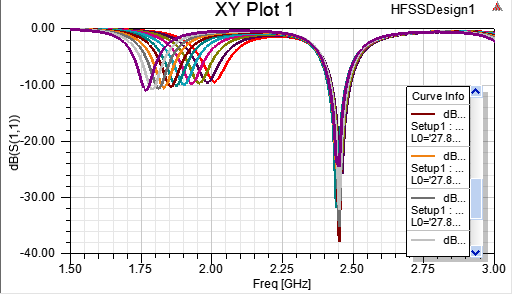 XY Plot 1
HFSSDesign1
0.00
-10.00
-20.00
-30.00
-40.00
dB(S(1,1))
1.50
1.75
2.00
2.25
2.50
2.75
3.00
Freq [GHz]
Curve Info
dB...
Setup1 : ...
L0='27.8...
dB...
Setup1 : ...
L0='27.8...
dB...
Setup1 : ...
L0='27.8...
dB...